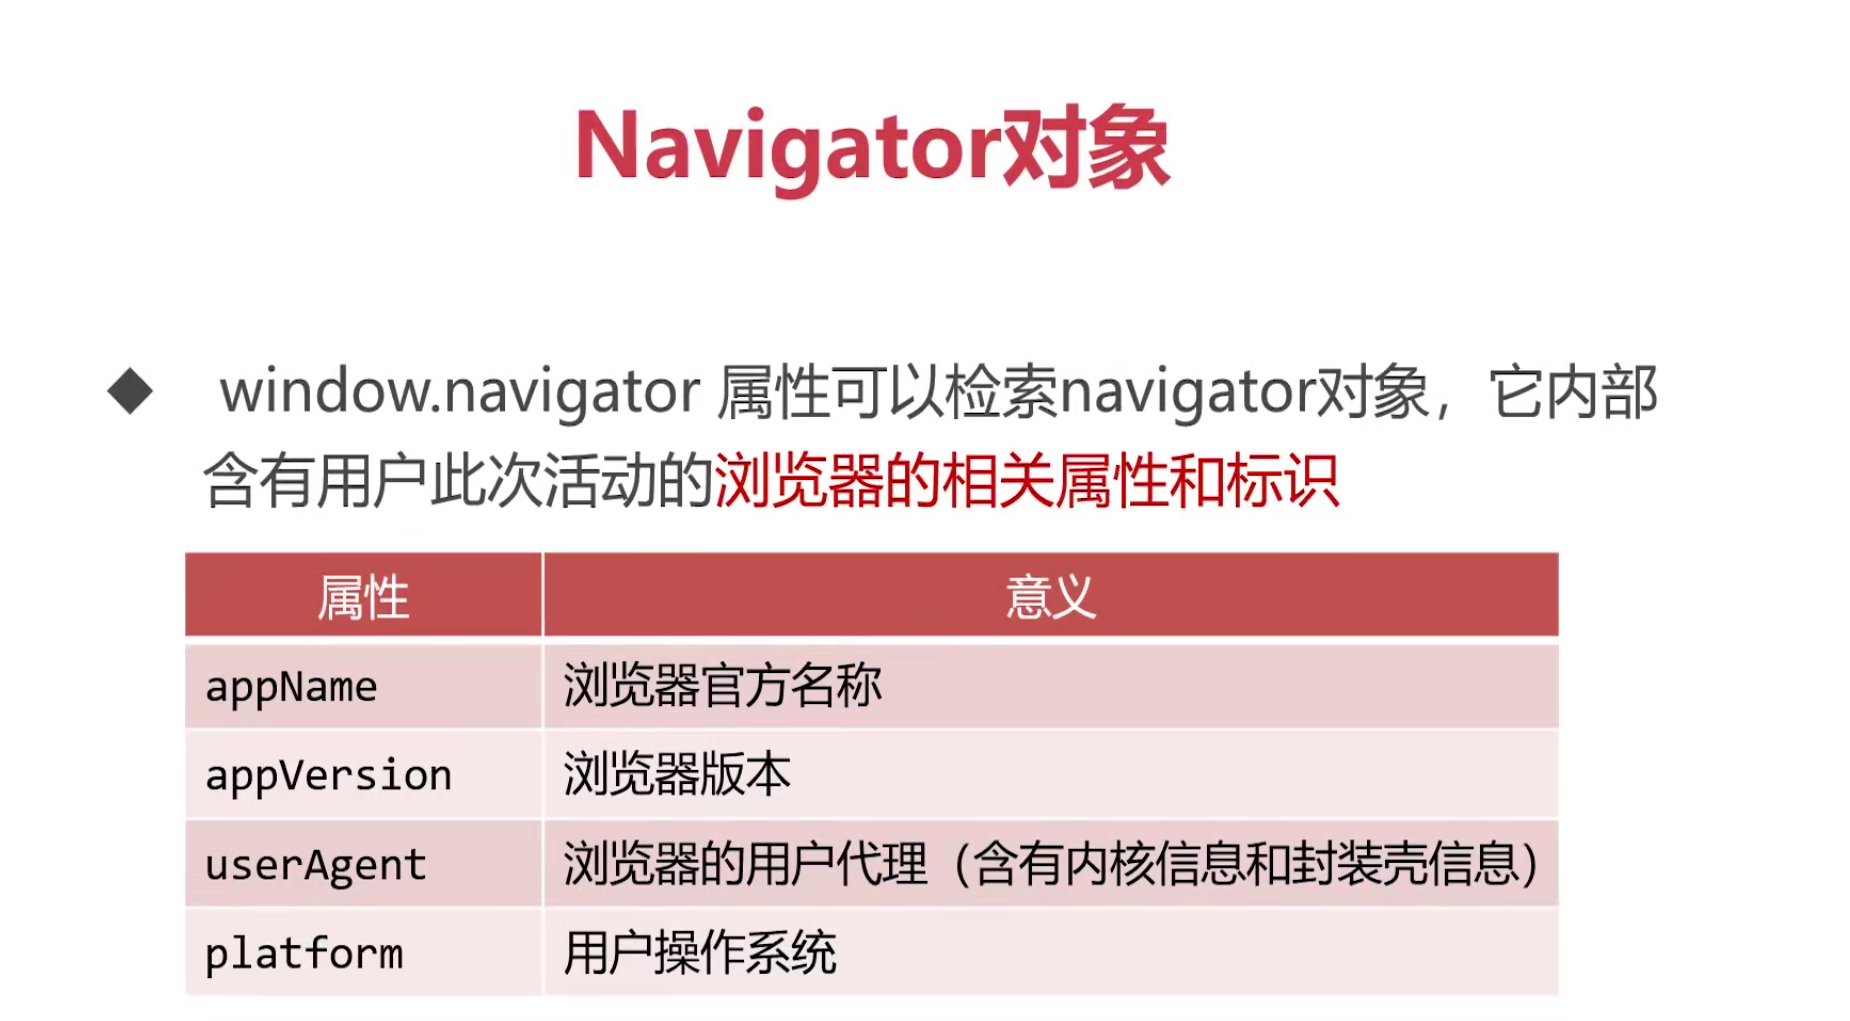 Navigator对象
◆ window.navigator 属性可以检索navigator对象，它内部
含有用户此次活动的浏览器的相关属性和标识
属性 意义
appName 浏览器官方名称
appVersion 浏览器版本
userAgent 浏览器的用户代理（含有内核信息和封装壳信息）
platform 用户操作系统